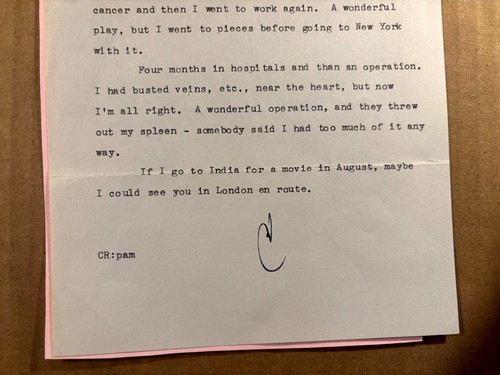 cancer and then I went to work again.  A wonderful
play, but I went to pieces before going to New York
with it.
Four months in hospitals and than an operation.
I had busted veins, etc., near the heart, but now
I'm all right.  A wonderful operation, and they threw
out my spleen - somebody said I had too much of it any
way.
If I go to India for a movie in August, maybe
I could see you in London en route.
CR:pam